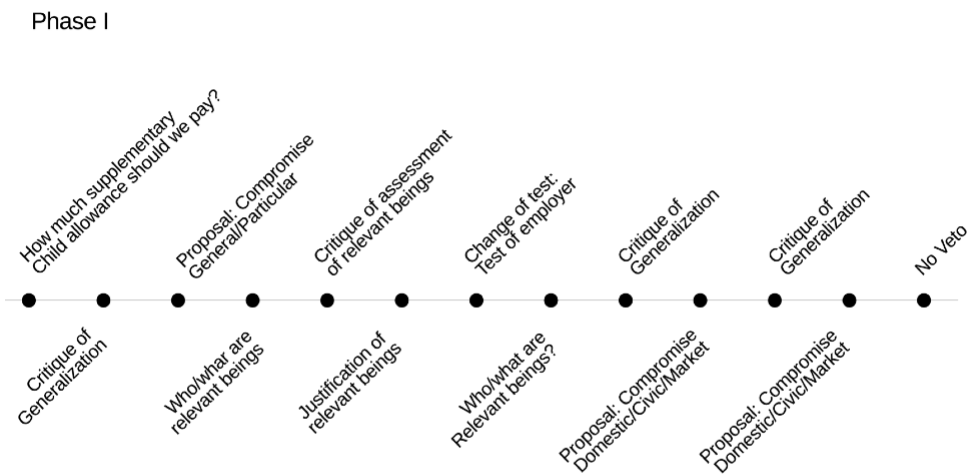 Phase I
How much supplementary
Child allowance should we pay?
Critique of
Generalization
Proposal: Compromise
General/Particular
Who/whar are
relevant beings
Critique of assessment
of relevant beings
Justification of
relevant beings
Change of test:
Test of employer
Who/what are
Relevant beings?
Critique of
Generalization
Proposal: Compromise
Domestic/Civic/Market
Critique of
Generalization
Proposal: Compromise
Domestic/Civic/Market
No Veto